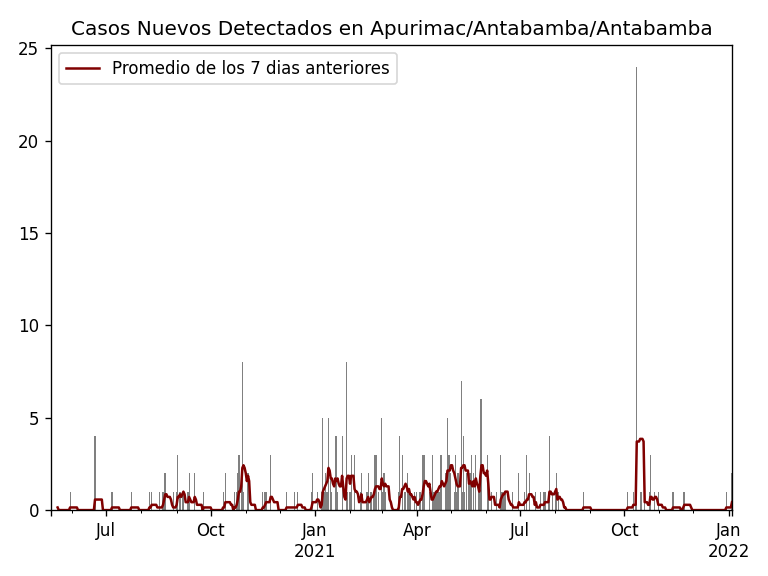 Casos Nuevos Detectados en Apurimac/Antabamba/Antabamba
Promedio de los 7 dias anteriores
25
20
15
10
5
0
Jul Oct Jan Apr Jul Oct Jan
2021 2022